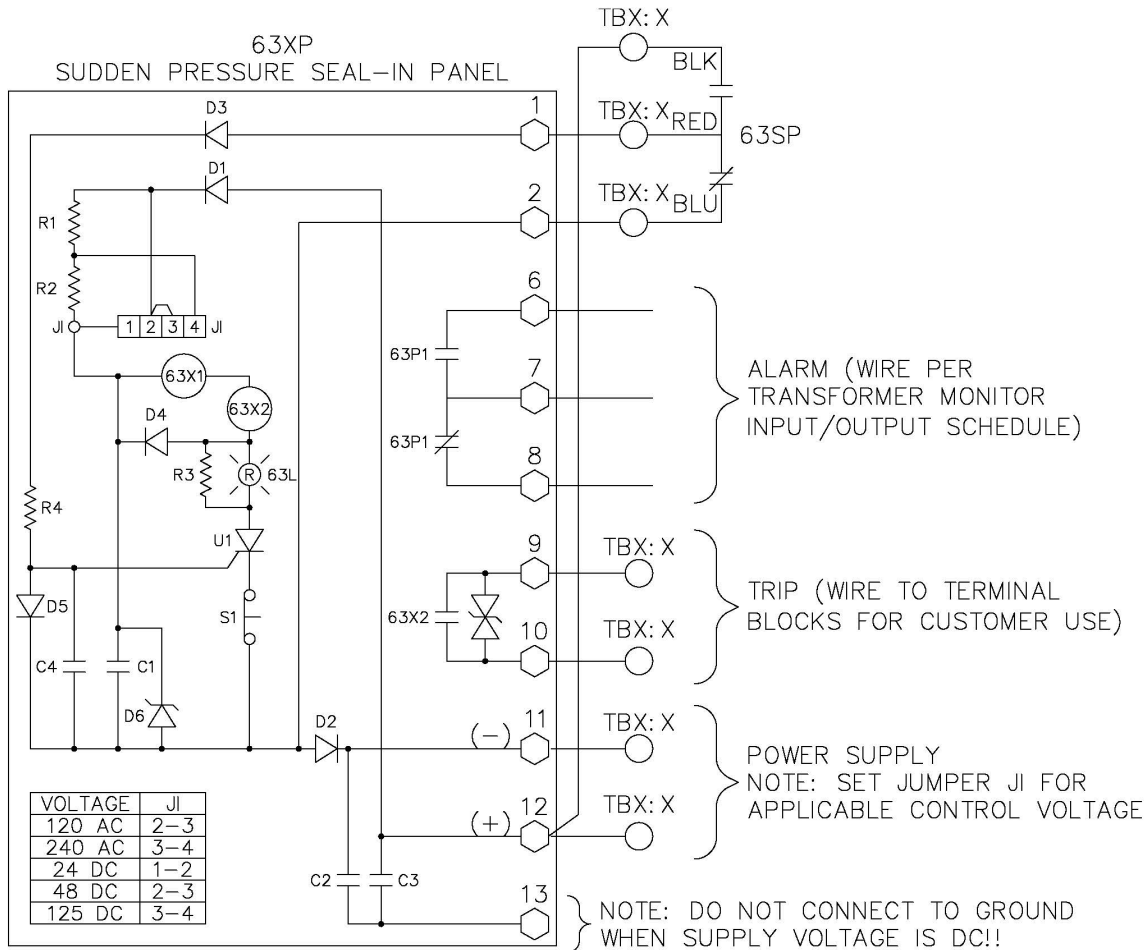 63XP
SUDDEN PRESSURE SEAL-IN PANEL
TBX: X
BLK
D3
1
TBX: X
RED
63SP
D1
2
TBX: X
BLU
R1
R2
JI
1 2 3 4
JI
6
63P1
7
63P1
8
ALARM (WIRE PER
TRANSFORMER MONITOR
INPUT/OUTPUT SCHEDULE)
63X1
63X2
D4
R3
R
63L
R4
U1
D5
S1
C4
C1
D6
9
TBX: X
63X2
10
TBX: X
TRIP (WIRE TO TERMINAL
BLOCKS FOR CUSTOMER USE)
D2
(-)
11
TBX: X
(+)
12
TBX: X
POWER SUPPLY
NOTE: SET JUMPER JI FOR
APPLICABLE CONTROL VOLTAGE
C2
C3
13
NOTE: DO NOT CONNECT TO GROUND
WHEN SUPPLY VOLTAGE IS DC!!
VOLTAGE JI
120 AC 2-3
240 AC 3-4
24 DC 1-2
48 DC 2-3
125 DC 3-4